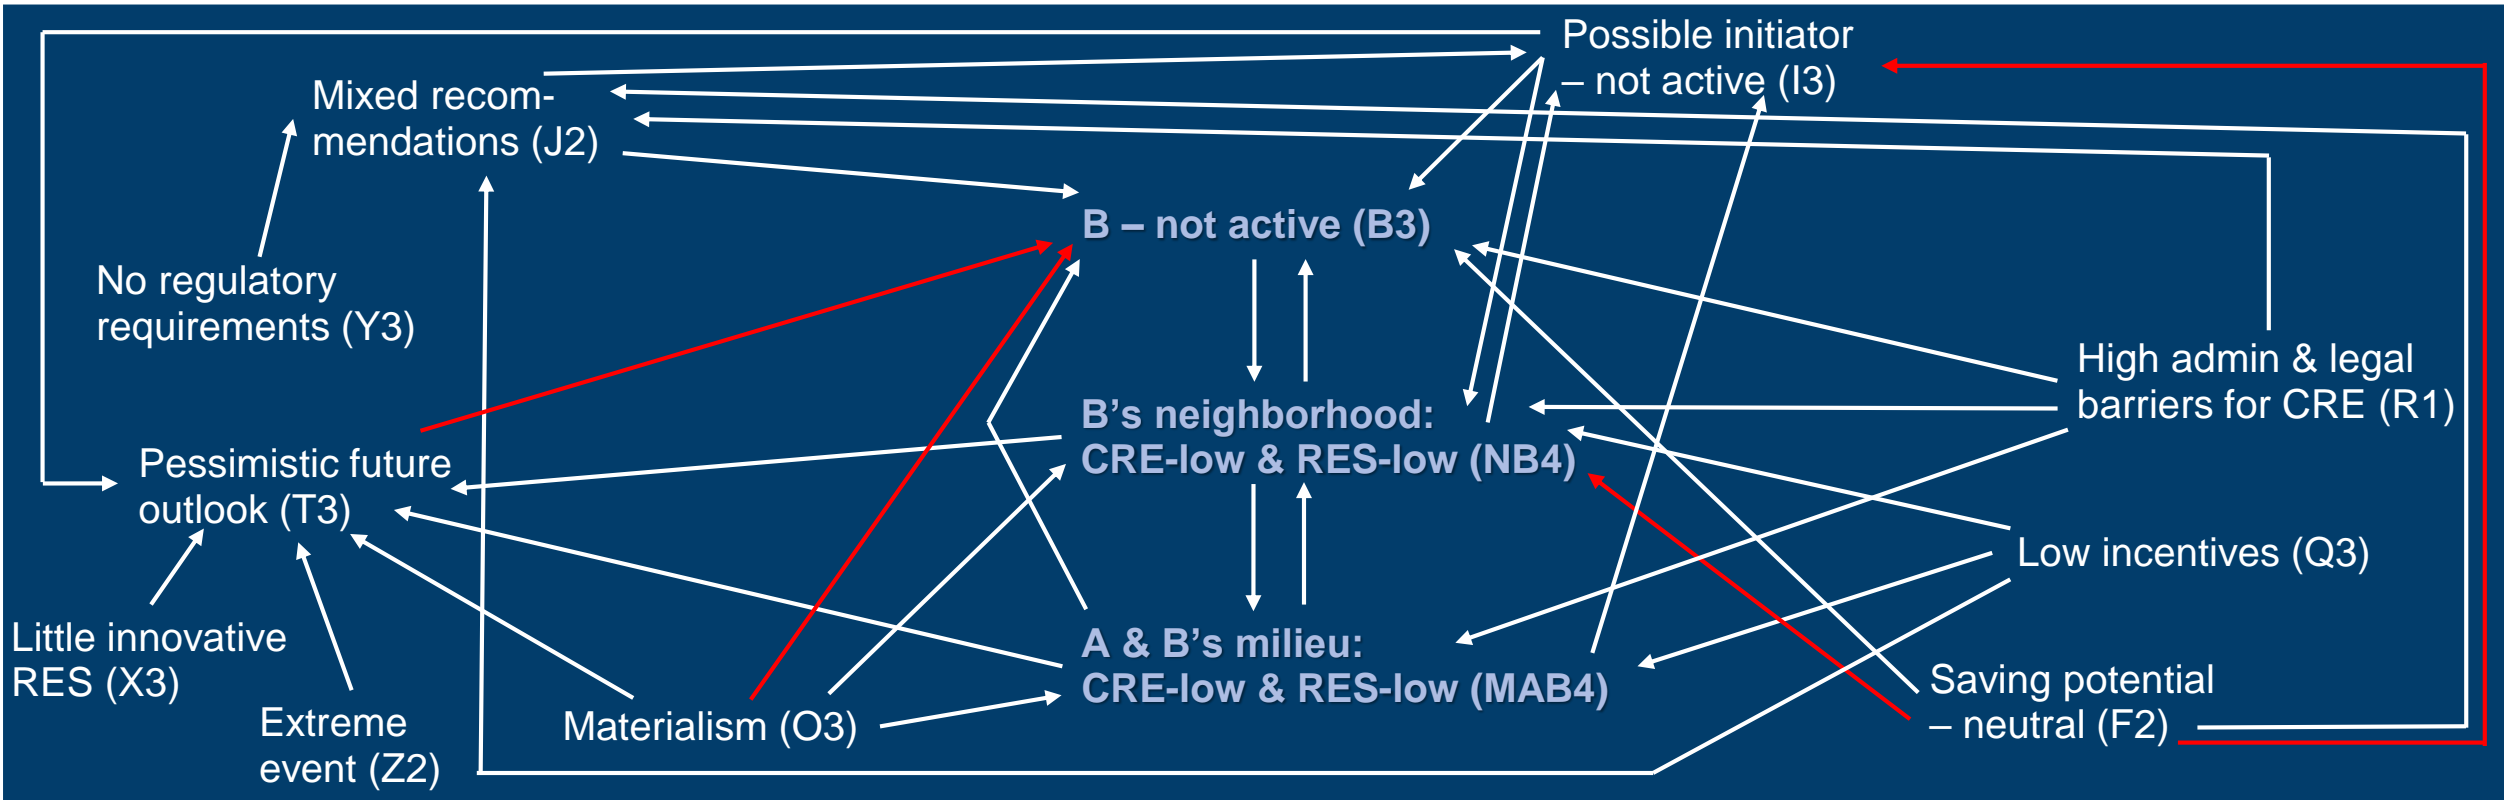 Possible initiator
– not active (I3)
Mixed recom-
mendations (J2)
B – not active (B3)
No regulatory
requirements (Y3)
High admin & legal
barriers for CRE (R1)
B’s neighborhood:
CRE-low & RES-low (NB4)
Pessimistic future
outlook (T3)
Low incentives (Q3)
Little innovative
RES (X3)
A & B’s milieu:
CRE-low & RES-low (MAB4)
Saving potential
– neutral (F2)
Extreme
event (Z2)
Materialism (O3)